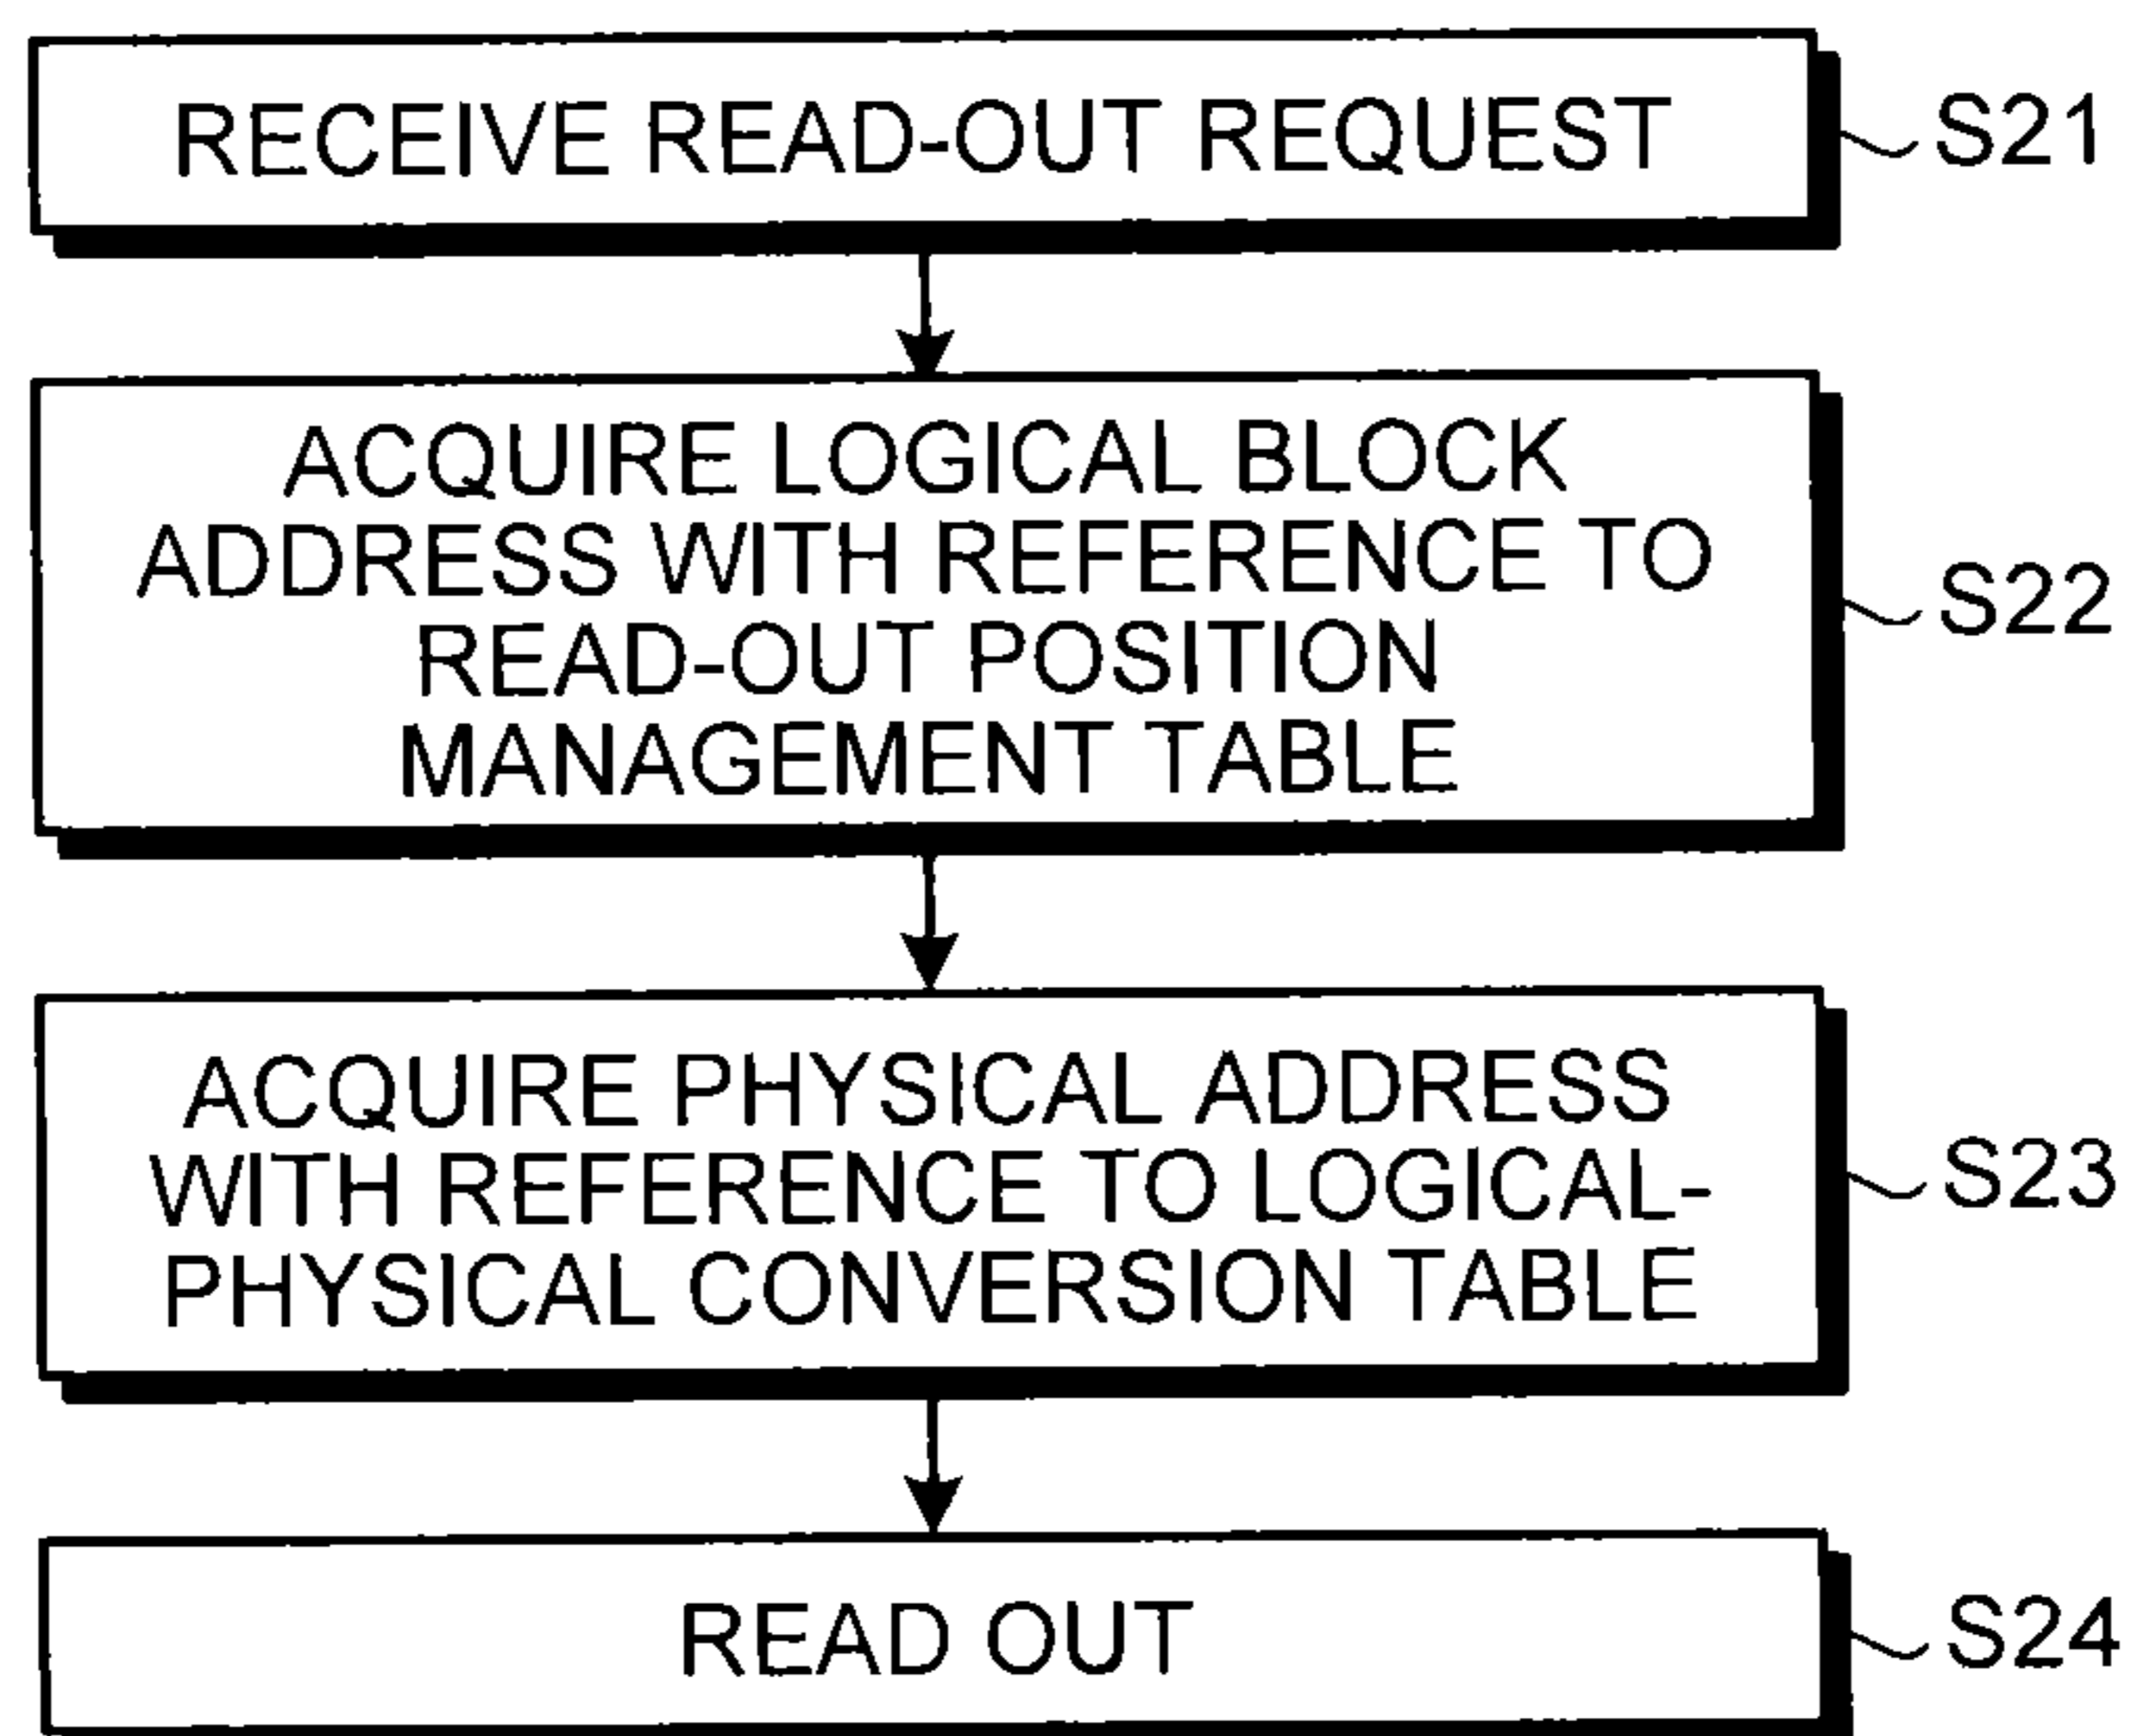 RECEIVE READ-OUT REQUEST
S21
ACQUIRE LOGICAL BLOCK
ADDRESS WITH REFERENCE TO
READ-OUT POSITION
MANAGEMENT TABLE
S22
ACQUIRE PHYSICAL ADDRESS
WITH REFERENCE TO LOGICAL-
PHYSICAL CONVERSION TABLE
S23
READ OUT
S24